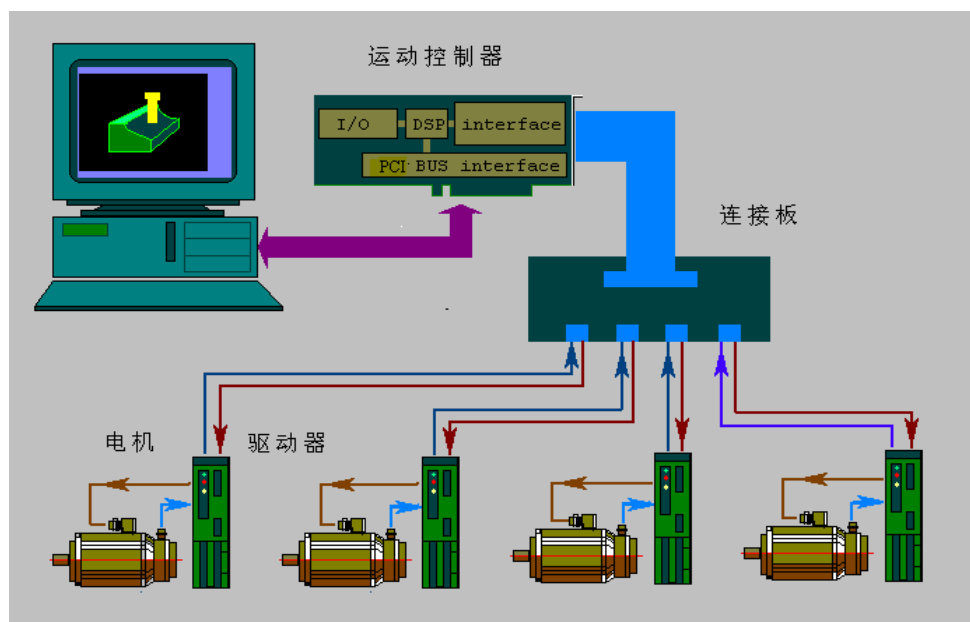 运动控制器
I/O DSP interface
PCI BUS interface
连接板
电机 驱动器